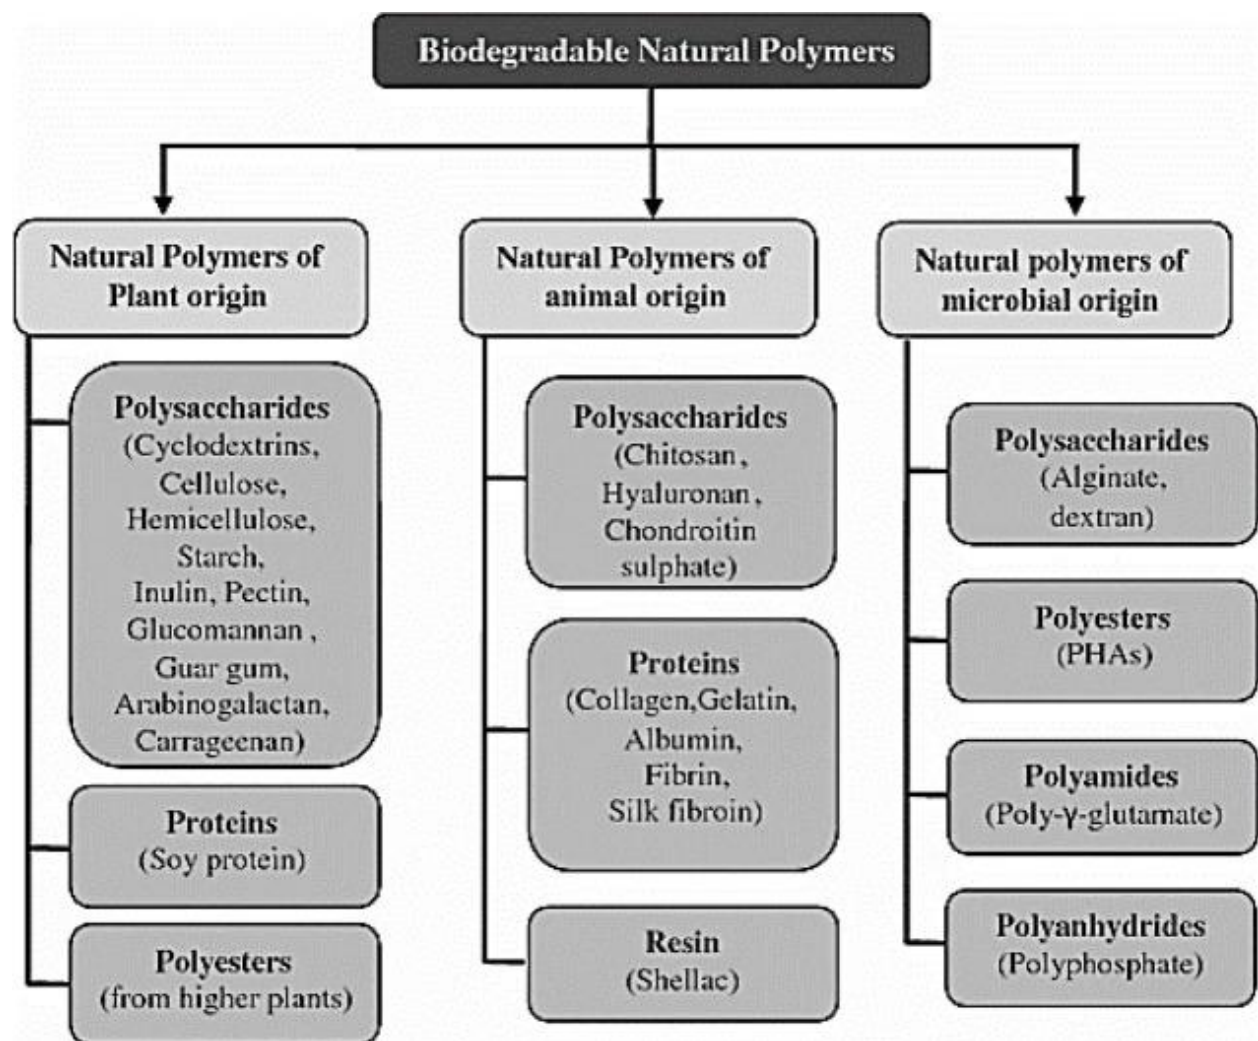 Biodegradable Natural Polymers
Natural Polymers of
Plant origin
Polysaccharides
(Cyclodextrins,
Cellulose,
Hemicellulose,
Starch,
Inulin, Pectin,
Glucomannan ,
Guar gum,
Arabinogalactan,
Carrageenan)
Proteins
(Soy protein)
Polyesters
(from higher plants)
Natural Polymers of
animal origin
Polysaccharides
(Chitosan ,
Hyaluronan ,
Chondroitin
sulphate)
Proteins
(Collagen,Gelatin,
Albumin,
Fibrin,
Silk fibroin)
Resin
(Shellac)
Natural polymers of
microbial origin
Polysaccharides
(Alginate,
dextran)
Polyesters
(PHAs)
Polyamides
(Poly-γ-glutamate)
Polyanhydrides
(Polyphosphate)